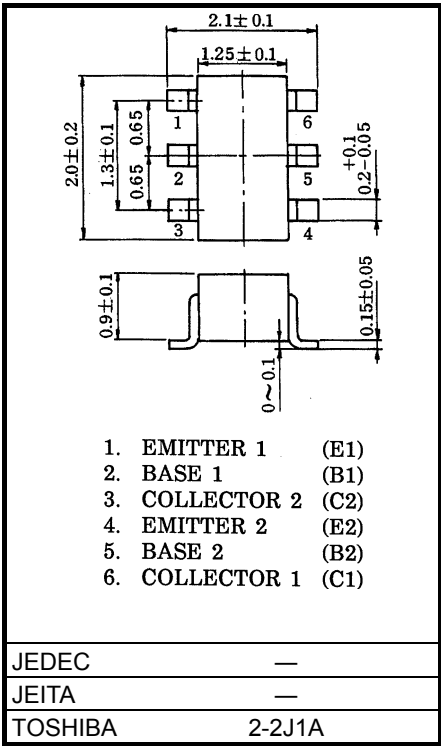 2.1±0.1
1.25±0.1
1 6
2 5
3 4
2.0±0.2
1.3±0.1
0.65
0.65
+0.1
0.2-0.05
0.9±0.1
0.15±0.05
0~0.1
1. EMITTER 1 (E1)
2. BASE 1 (B1)
3. COLLECTOR 2 (C2)
4. EMITTER 2 (E2)
5. BASE 2 (B2)
6. COLLECTOR 1 (C1)
JEDEC —
JEITA —
TOSHIBA 2-2J1A